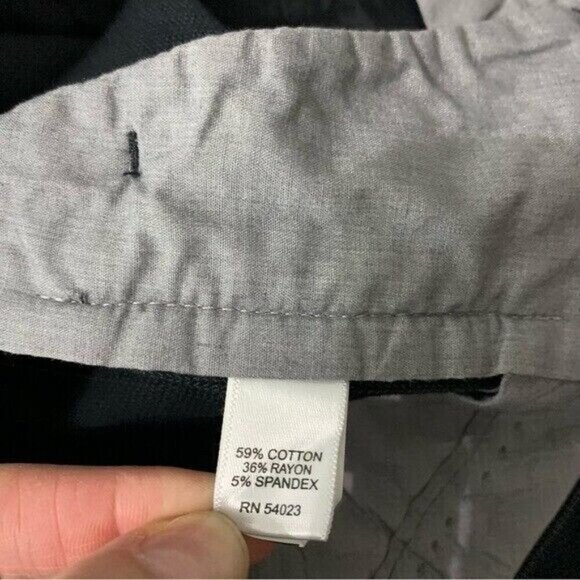 59% COTTON
36% RAYON
5% SPANDEX
RN 54023